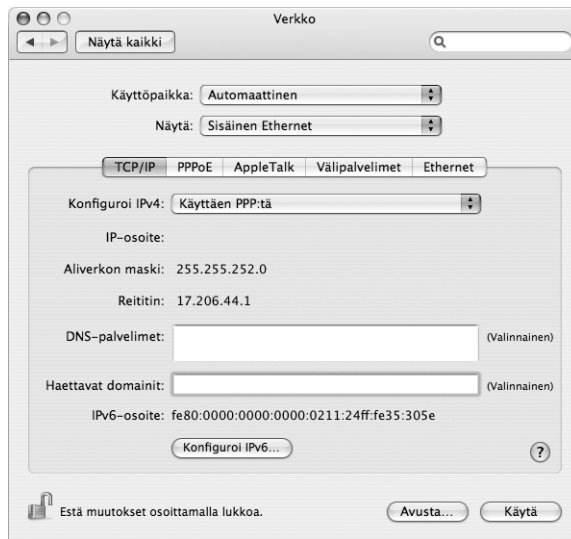 Verkko
Näytä kaikki
Käyttöpaikka: Automaattinen
Näytä: Sisäinen Ethernet
TCP/IP PPPoE AppleTalk Välipalvelimet Ethernet
Konfiguroi IPv4: Käyttäen PPP:tä
IP-osoite:
Aliverkon maski: 255.255.252.0
Reititin: 17.206.44.1
DNS-palvelimet: (Valinnainen)
Haettavat domainit: (Valinnainen)
IPv6-osoite: fe80:0000:0000:0000:0211:24ff:fe35:305e
Konfiguroi IPv6... ?
Estä muutokset osoittamalla lukkoa. Avusta... Käytä